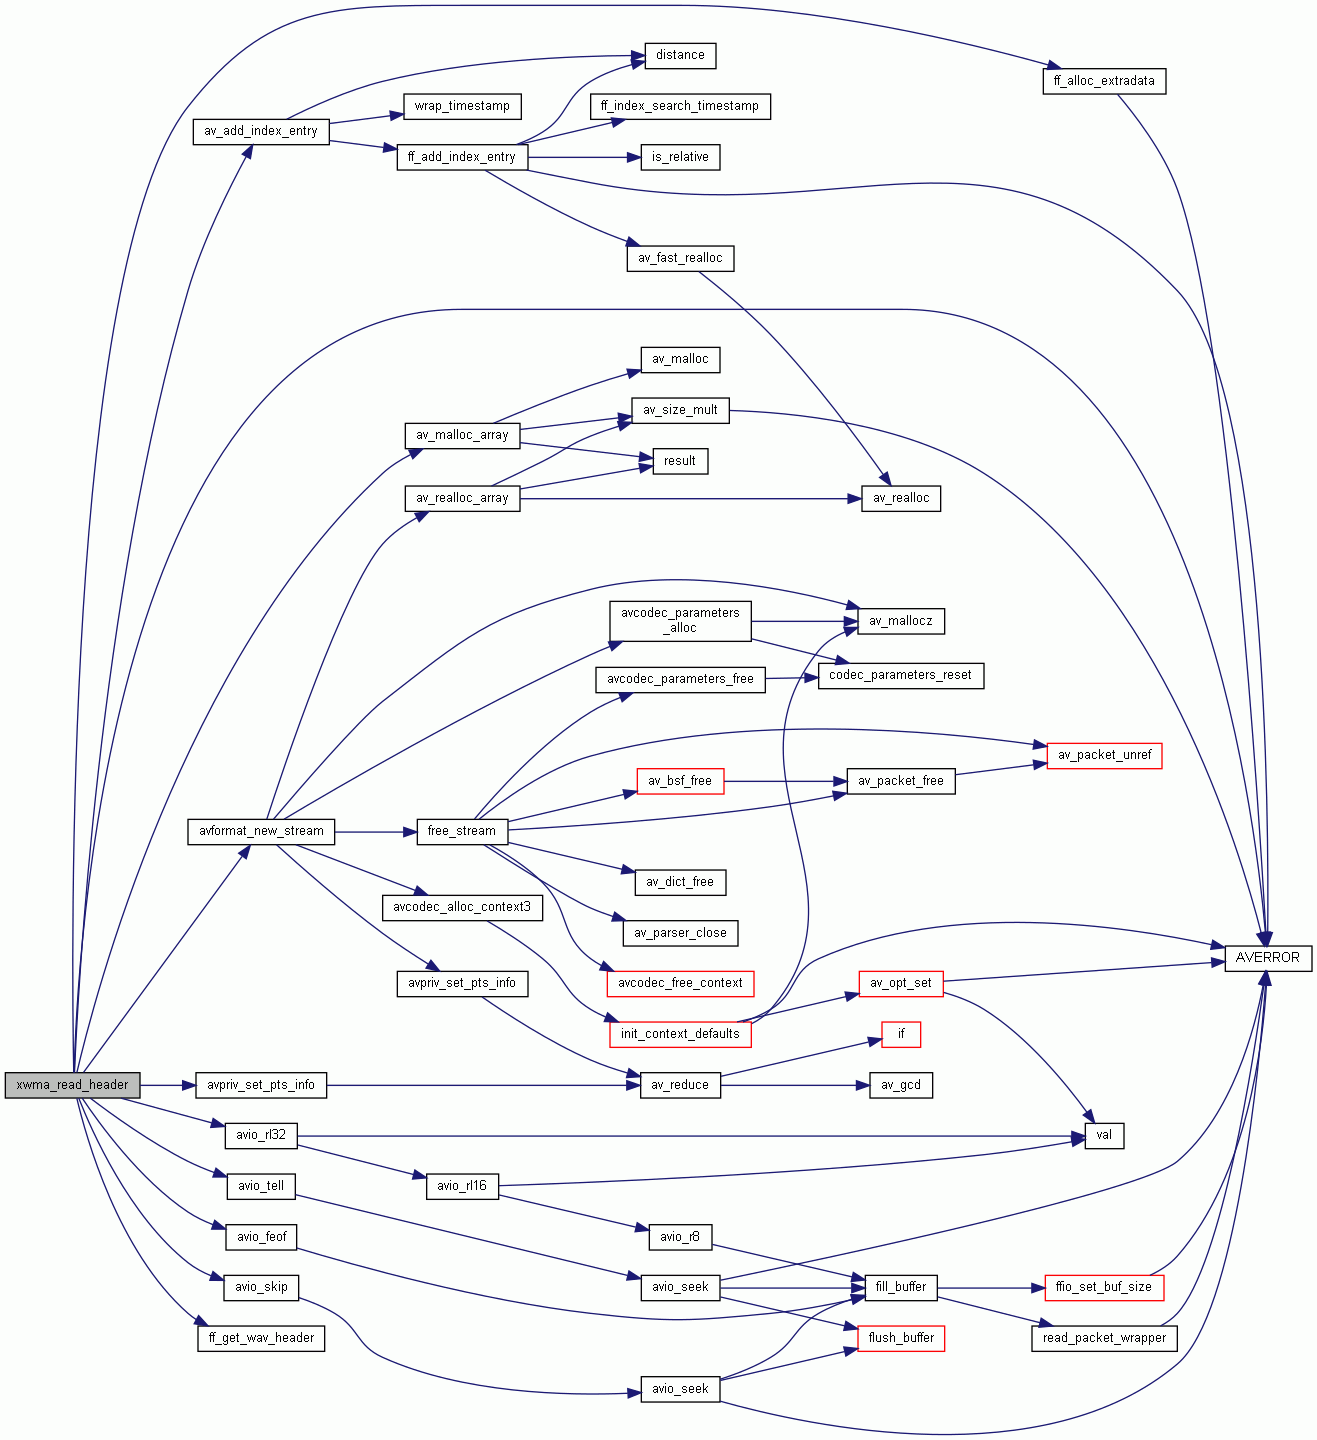 distance
ff_alloc_extradata
wrap_timestamp
ff_index_search_timestamp
av_add_index_entry
ff_add_index_entry
is_relative
av_fast_realloc
av_malloc
av_size_mult
av_malloc_array
result
av_realloc_array
av_realloc
avcodec_parameters
_alloc
av_mallocz
avcodec_parameters_free
codec_parameters_reset
av_packet_unref
av_bsf_free
av_packet_free
avformat_new_stream
free_stream
av_dict_free
avcodec_alloc_context3
av_parser_close
AVERROR
avpriv_set_pts_info
avcodec_free_context
av_opt_set
init_context_defaults
if
xwma_read_header
avpriv_set_pts_info
av_reduce
av_gcd
avio_rl32
val
avio_tell
avio_rl16
avio_feof
avio_r8
avio_skip
avio_seek
fill_buffer
ffio_set_buf_size
ff_get_wav_header
flush_buffer
read_packet_wrapper
avio_seek